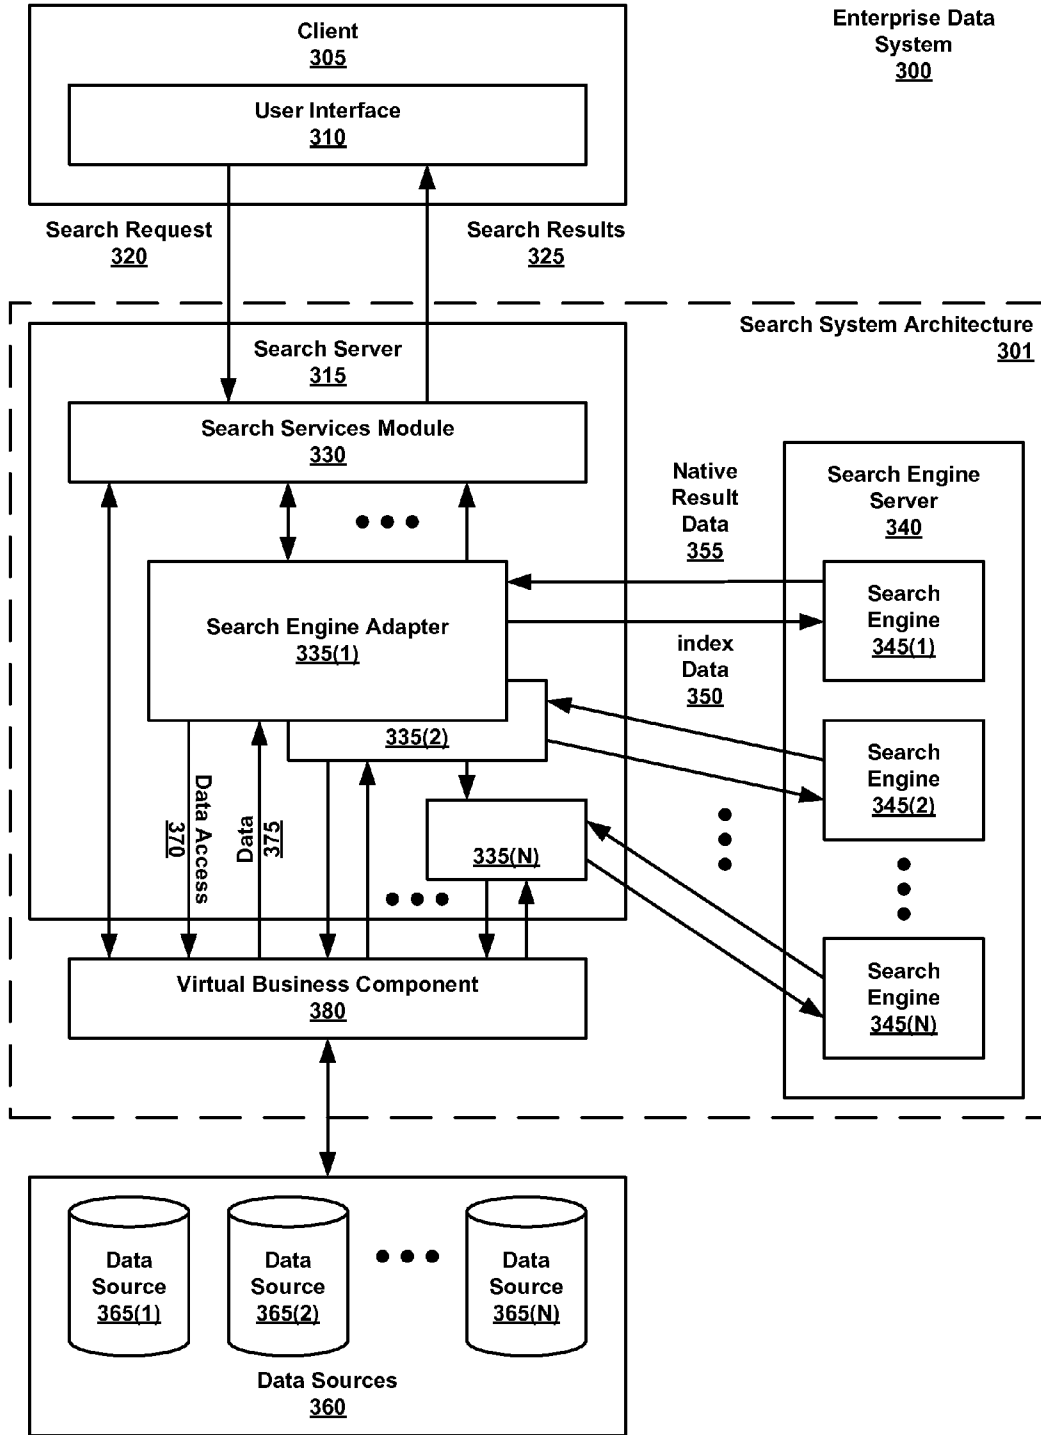 Enterprise Data
System
300
Client
305
User Interface
310
Search Request
320
Search Results
325
Search System Architecture
301
Search Server
315
Search Services Module
330
Native
Result
Data
355
Search Engine
Server
340
Search Engine Adapter
335(1)
Search
Engine
345(1)
index
Data
350
335(2)
Search
Engine
345(2)
Data Access
370
Data
375
335(N)
Search
Engine
345(N)
Virtual Business Component
380
Data
Source
365(1)
Data
Source
365(2)
Data
Source
365(N)
Data Sources
360